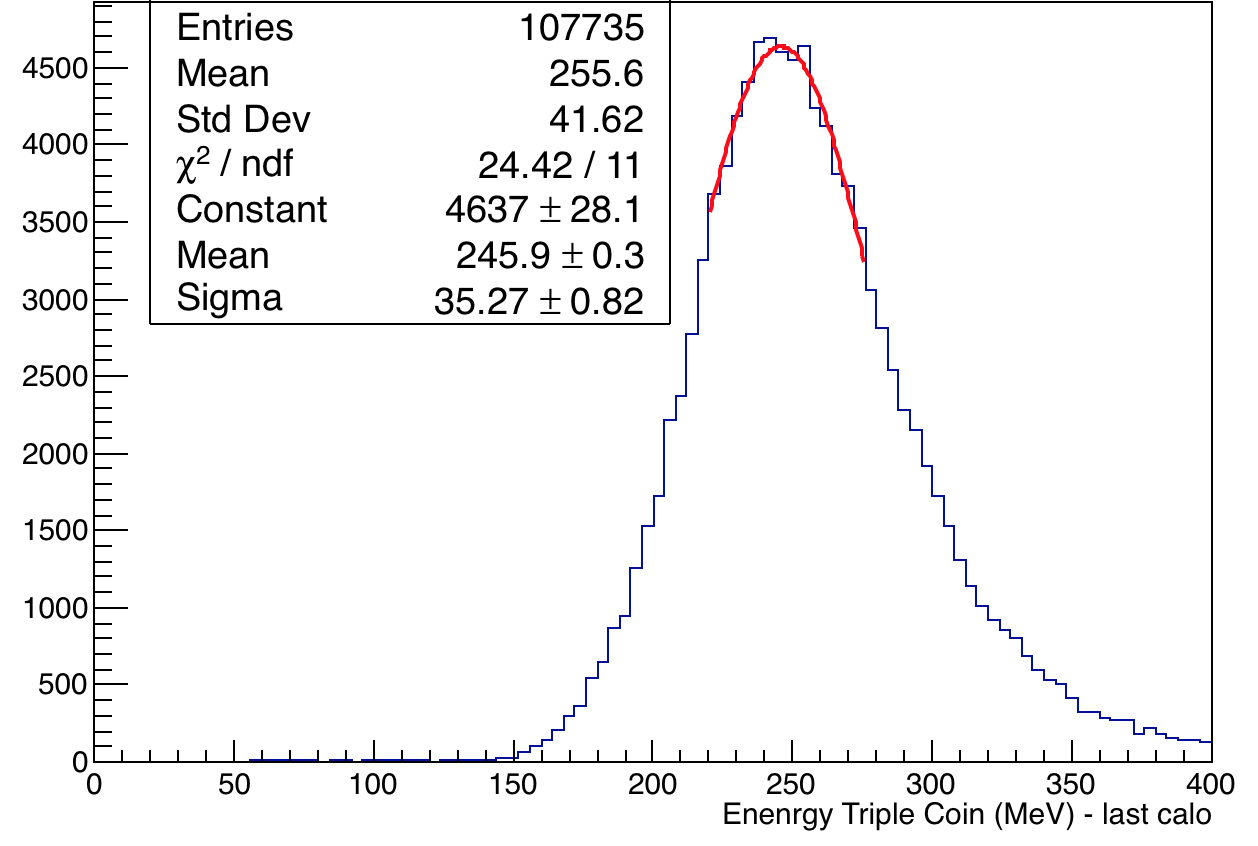 Entries 107735
Mean 255.6
Std Dev 41.62
χ² / ndf 24.42 / 11
Constant 4637 ± 28.1
Mean 245.9 ± 0.3
Sigma 35.27 ± 0.82
4500
4000
3500
3000
2500
2000
1500
1000
500
0
0 50 100 150 200 250 300 350 400
Enenrgy Triple Coin (MeV) - last calo